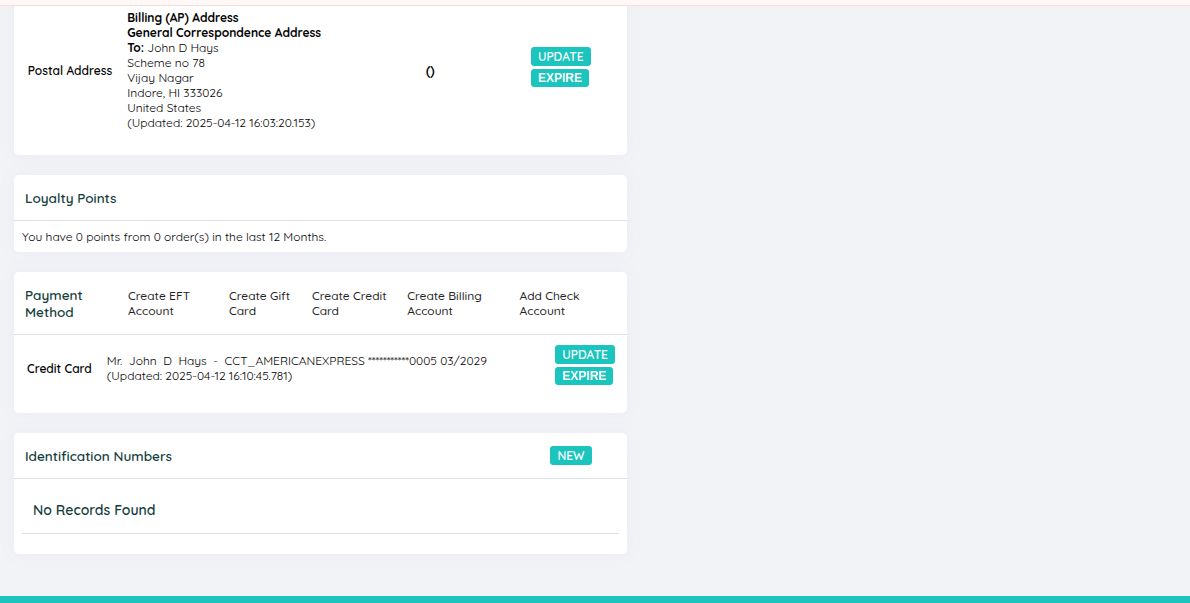 Billing (AP) Address
General Correspondence Address
To: John D Hays
Scheme no 78
Vijay Nagar
Indore, HI 333026
United States
(Updated: 2025-04-12 16:03:20.153)
Postal Address
()
UPDATE
EXPIRE
Loyalty Points
You have 0 points from 0 order(s) in the last 12 Months.
Payment Method
Create EFT Account
Create Gift Card
Create Credit Card
Create Billing Account
Add Check Account
Credit Card
Mr. John D Hays - CCT_AMERICANEXPRESS ***********0005 03/2029
(Updated: 2025-04-12 16:10:45.781)
UPDATE
EXPIRE
Identification Numbers
NEW
No Records Found